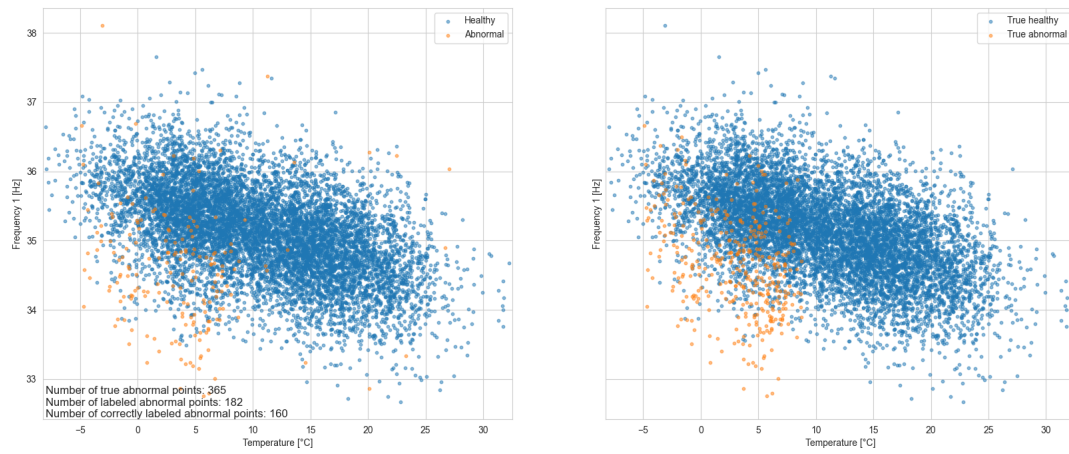 Healthy
Abnormal
38
37
36
35
34
33
Frequency 1 [Hz]
Number of true abnormal points: 365
Number of labeled abnormal points: 182
Number of correctly labeled abnormal points: 160
−5 0 5 10 15 20 25 30
Temperature [°C]
True healthy
True abnormal
Frequency 1 [Hz]
−5 0 5 10 15 20 25 30
Temperature [°C]